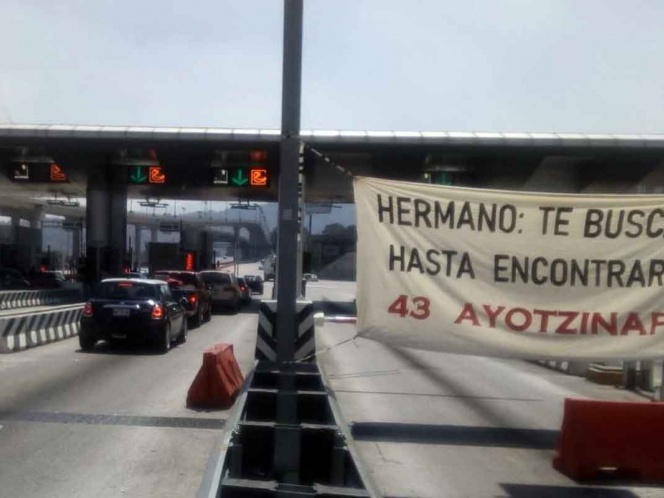 HERMANO: TE BUSC
HASTA ENCONTRAR
43 AYOTZINAP